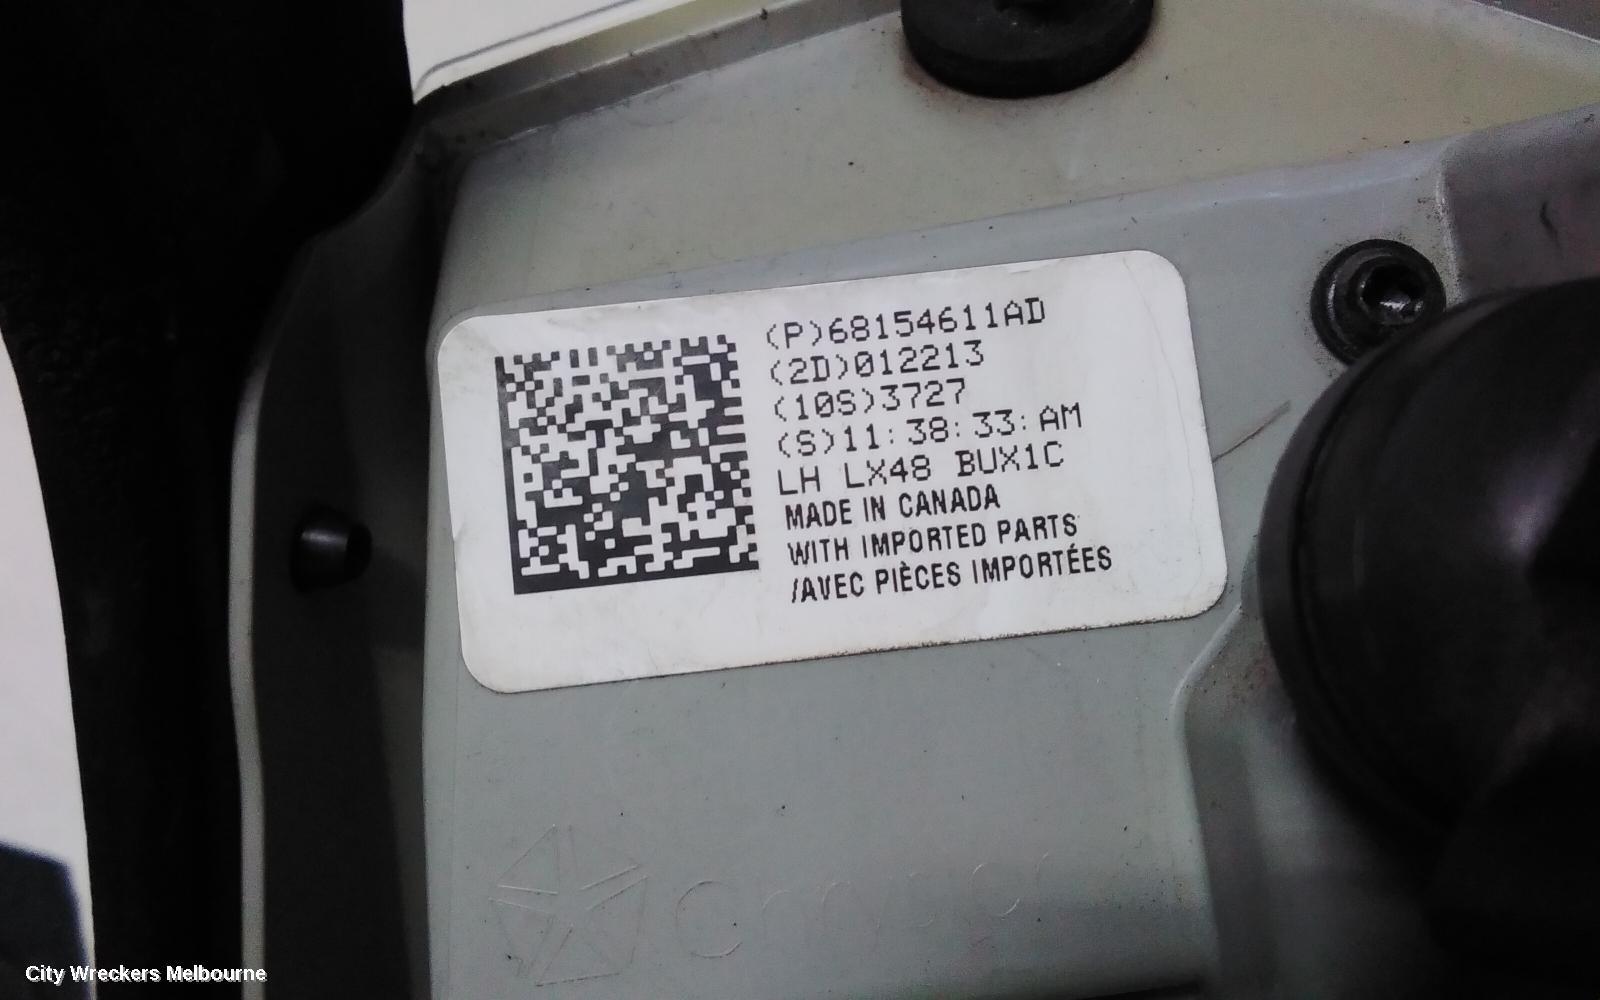 (P)68154611AD
(2D)012213
(10S)3727
(S)11:38:33:AM
LH LX48 BUX1C
MADE IN CANADA
WITH IMPORTED PARTS
/AVEC PIÈCES IMPORTÉES
City Wreckers Melbourne